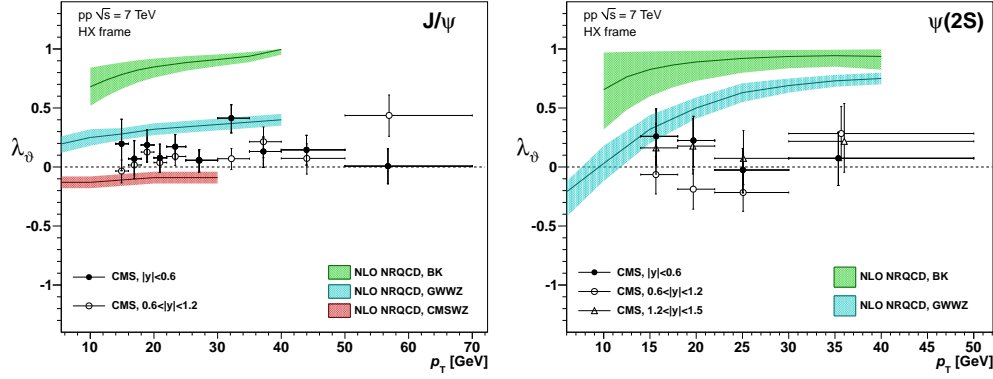 pp √s = 7 TeV
HX frame
J/ψ
λ_ϑ
1
0.5
0
-0.5
-1
CMS, |y|<0.6
CMS, 0.6<|y|<1.2
NLO NRQCD, BK
NLO NRQCD, GWWZ
NLO NRQCD, CMSWZ
10 20 30 40 50 60 70
p_T [GeV]
pp √s = 7 TeV
HX frame
ψ(2S)
λ_ϑ
1
0.5
0
-0.5
-1
CMS, |y|<0.6
CMS, 0.6<|y|<1.2
CMS, 1.2<|y|<1.5
NLO NRQCD, BK
NLO NRQCD, GWWZ
10 15 20 25 30 35 40 45 50
p_T [GeV]